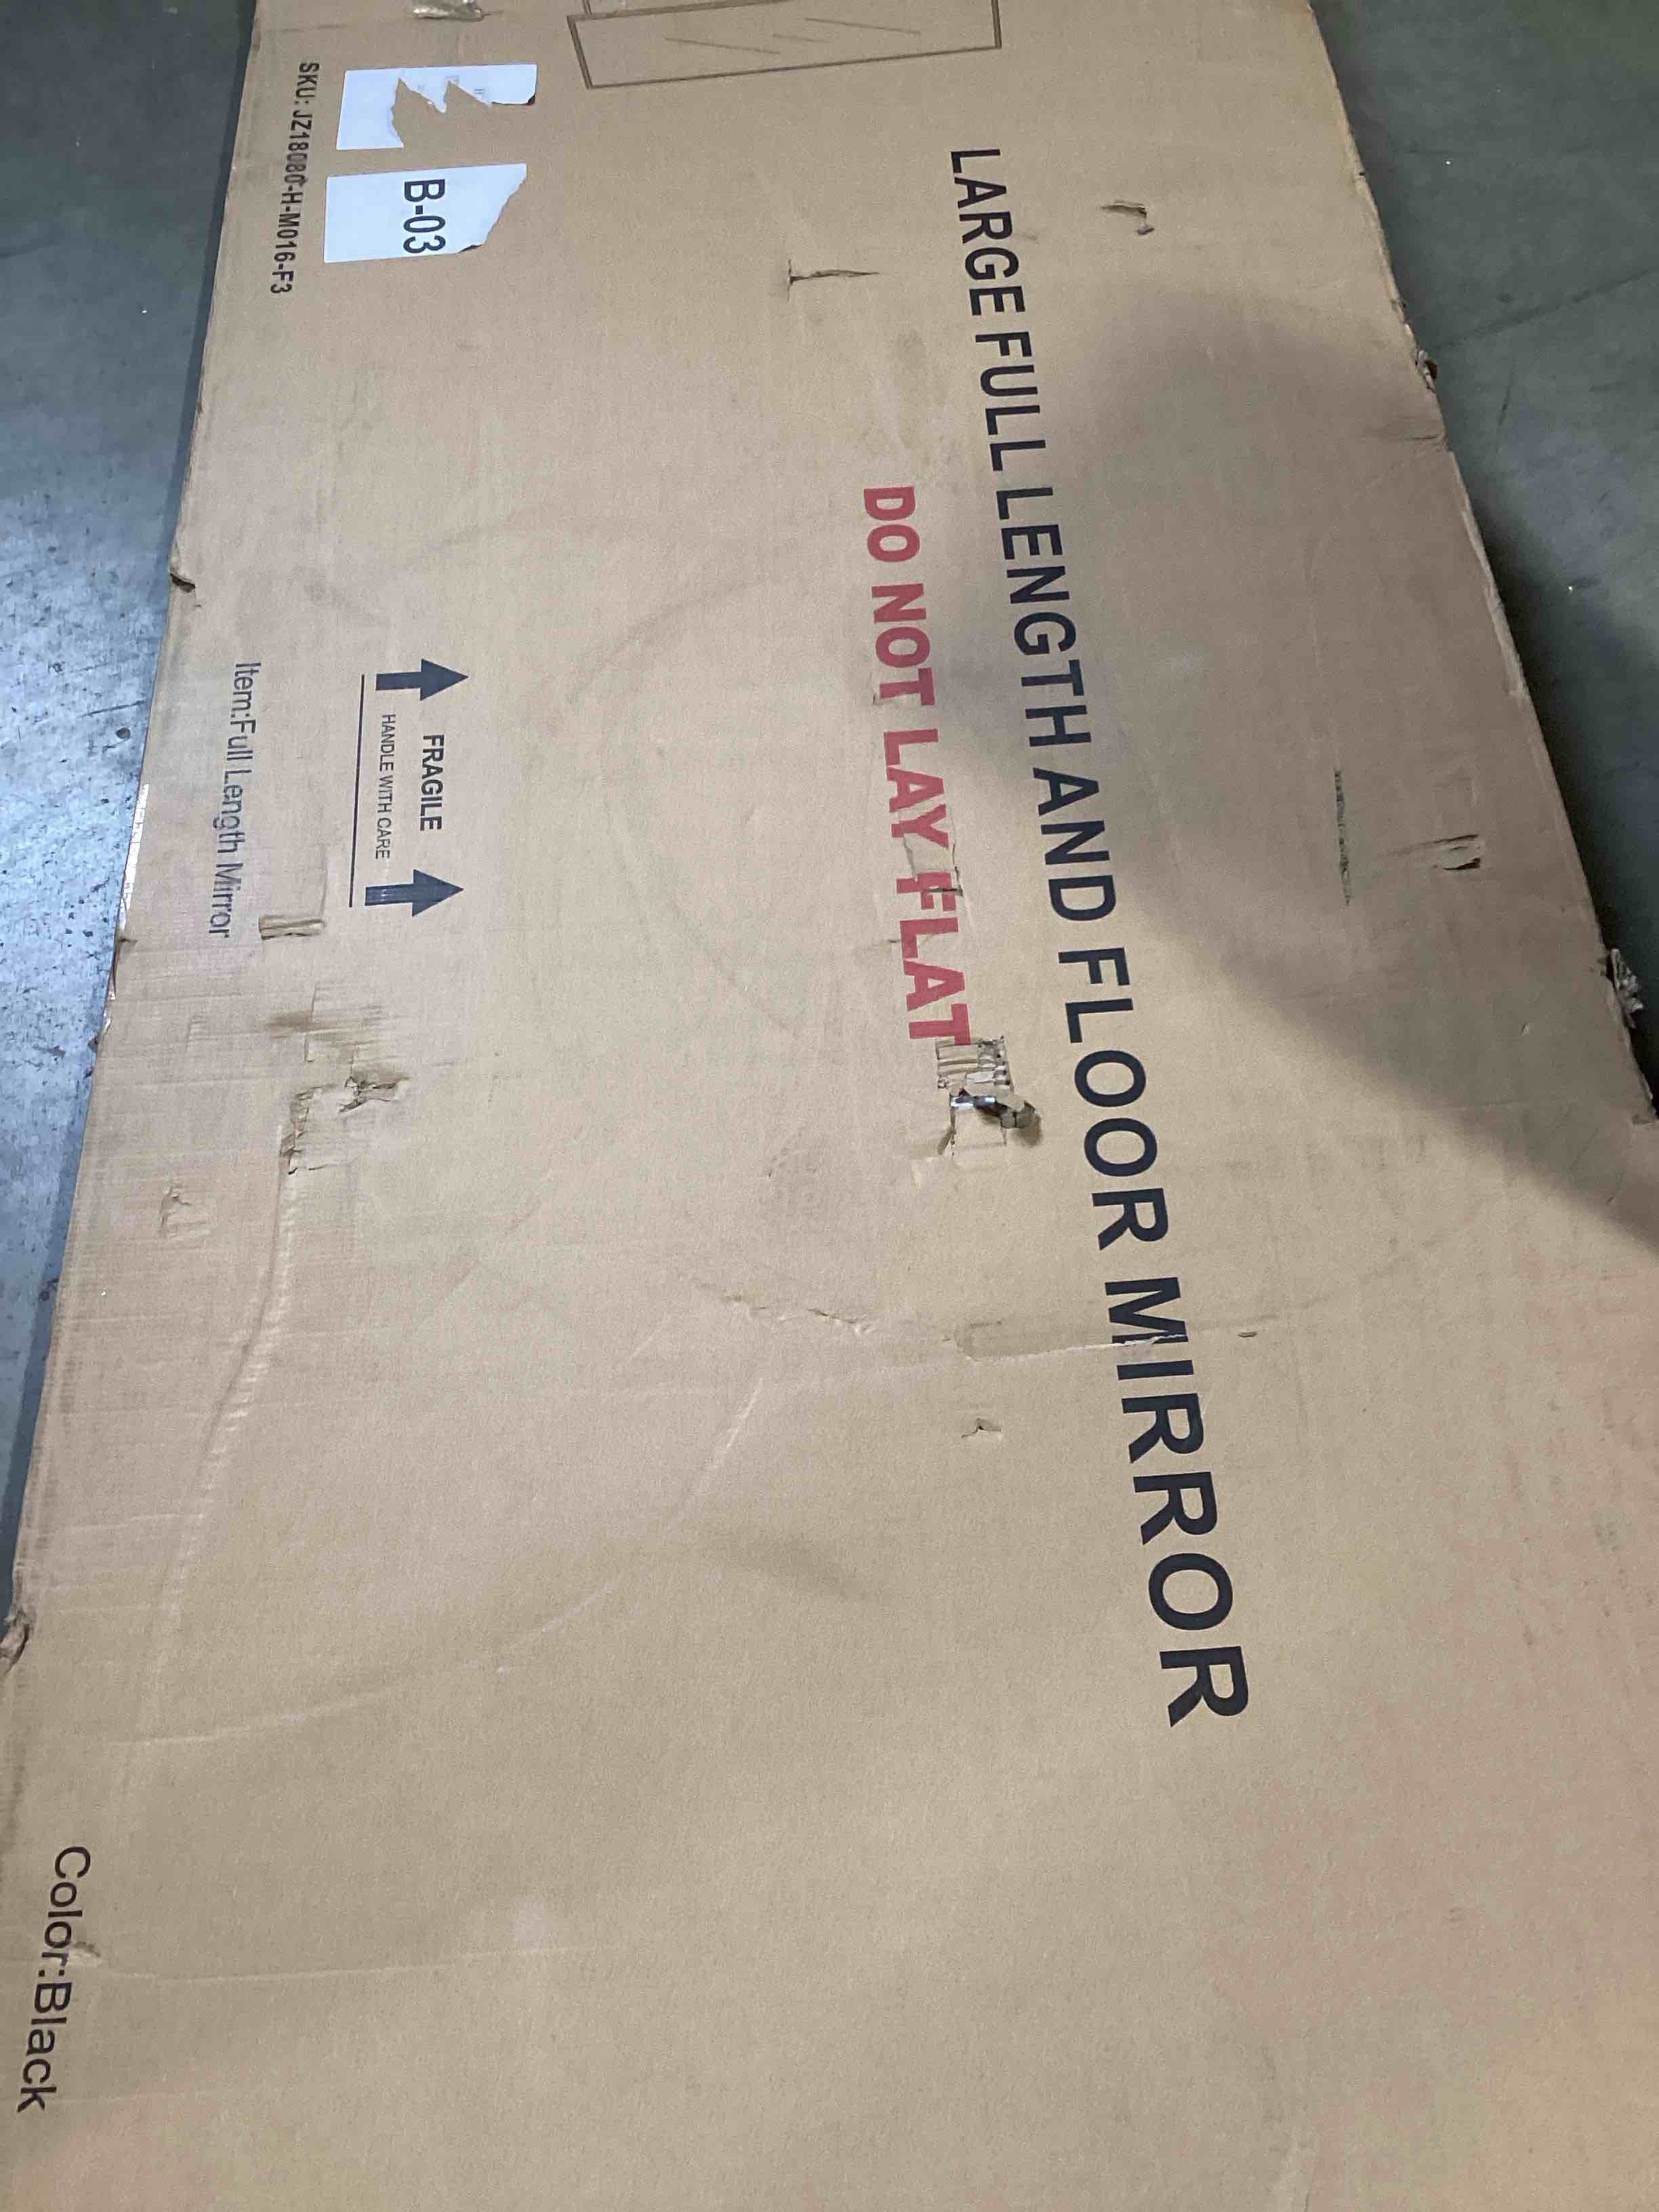 LARGE FULL LENGTH AND FLOOR MIRROR
DO NOT LAY FLAT
B-03
FRAGILE
HANDLE WITH CARE
SKU: JZ18080-H-M016-F3
Item:Full Length Mirror
Color:Black